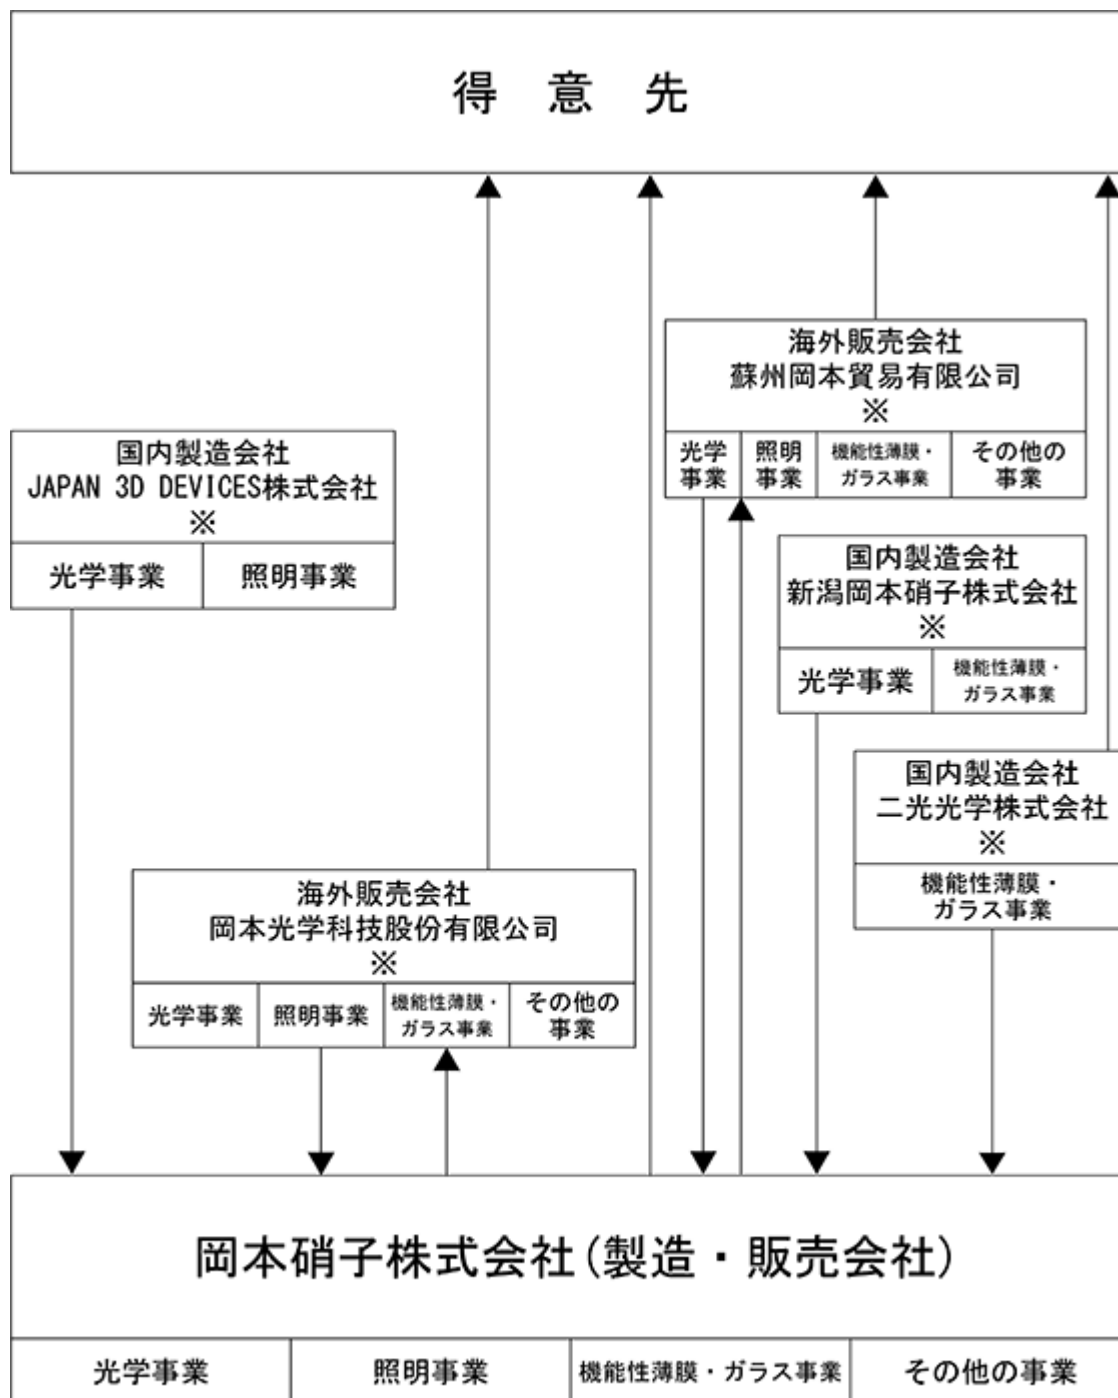 得 意 先
海外販売会社
蘇州岡本貿易有限公司
※
光学
事業
照明
事業
機能性薄膜・
ガラス事業
その他の
事業
国内製造会社
JAPAN 3D DEVICES株式会社
※
光学事業
照明事業
国内製造会社
新潟岡本硝子株式会社
※
光学事業
機能性薄膜・
ガラス事業
国内製造会社
二光光学株式会社
※
機能性薄膜・
ガラス事業
海外販売会社
岡本光学科技股份有限公司
※
光学事業
照明事業
機能性薄膜・
ガラス事業
その他の
事業
岡本硝子株式会社(製造・販売会社)
光学事業
照明事業
機能性薄膜・ガラス事業
その他の事業